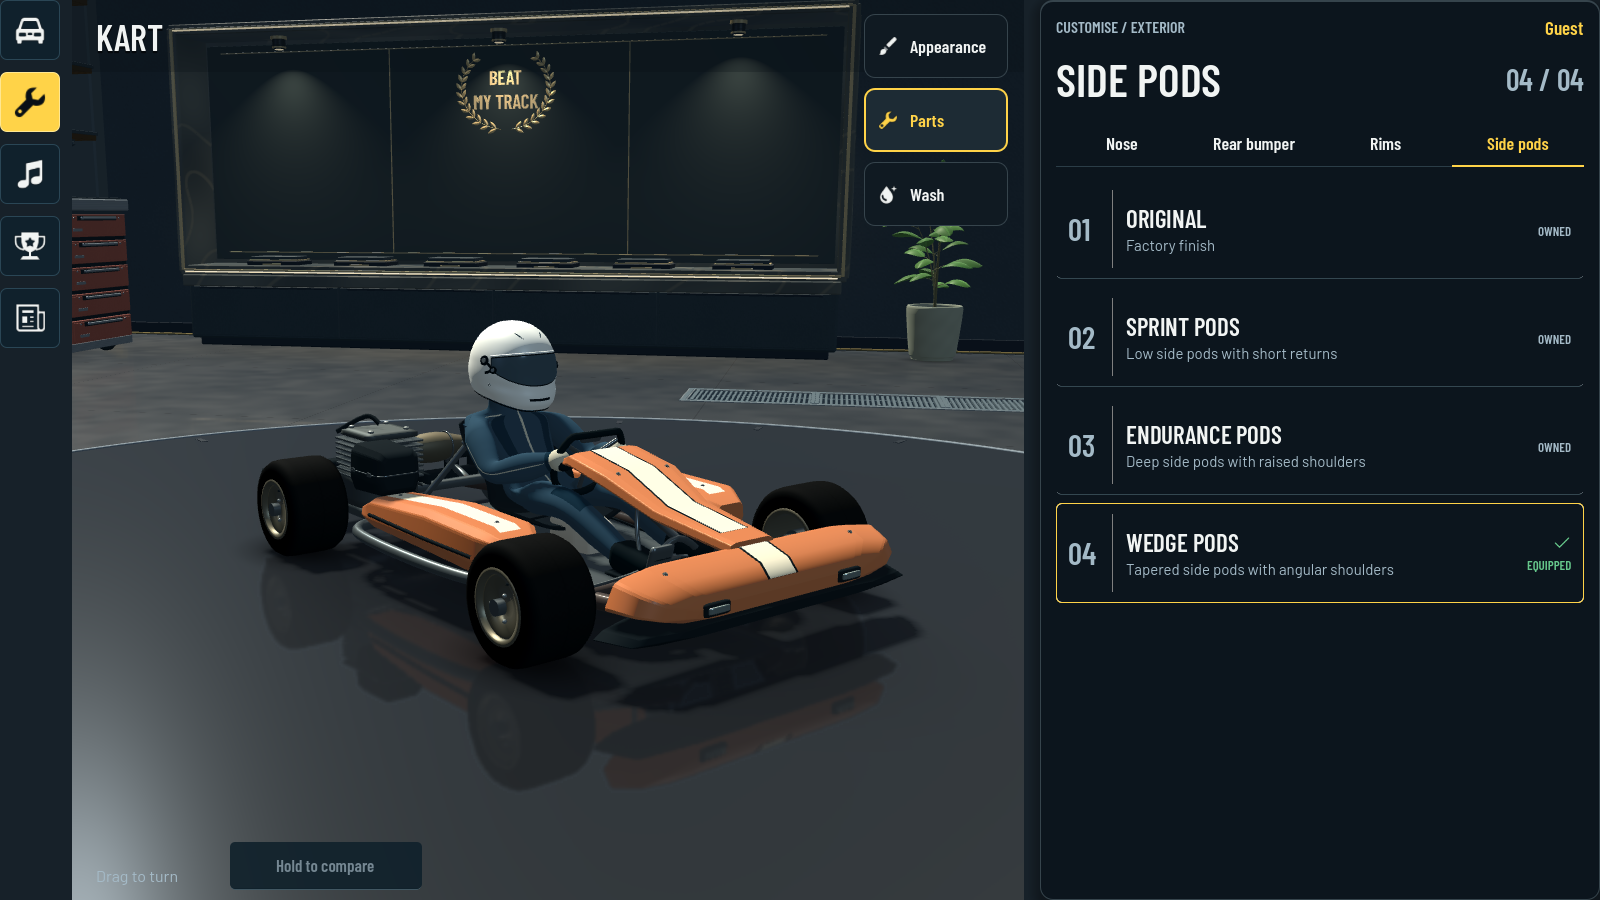 KART
BEAT
MY TRACK
Appearance
Parts
Wash
Drag to turn
Hold to compare
CUSTOMISE / EXTERIOR
Guest
SIDE PODS
04 / 04
Nose
Rear bumper
Rims
Side pods
01
ORIGINAL
Factory finish
OWNED
02
SPRINT PODS
Low side pods with short returns
OWNED
03
ENDURANCE PODS
Deep side pods with raised shoulders
OWNED
04
WEDGE PODS
Tapered side pods with angular shoulders
EQUIPPED